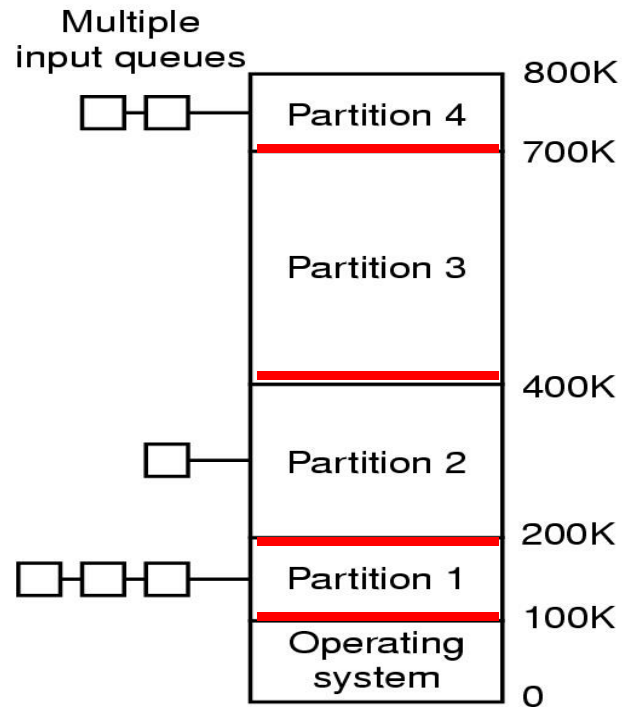 Multiple
input queues
800K
Partition 4
700K
Partition 3
400K
Partition 2
200K
Partition 1
100K
Operating
system
0